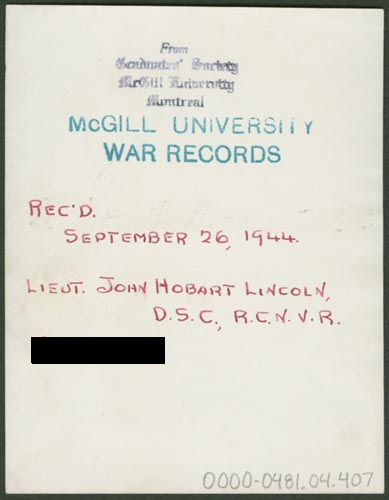 From
Graduates' Society
McGill University
Montreal
McGILL UNIVERSITY
WAR RECORDS
REC'D.
SEPTEMBER 26, 1944.
LIEUT. JOHN HOBART LINCOLN,
D.S.C., R.C.N.V.R.
0000-0481.04.407